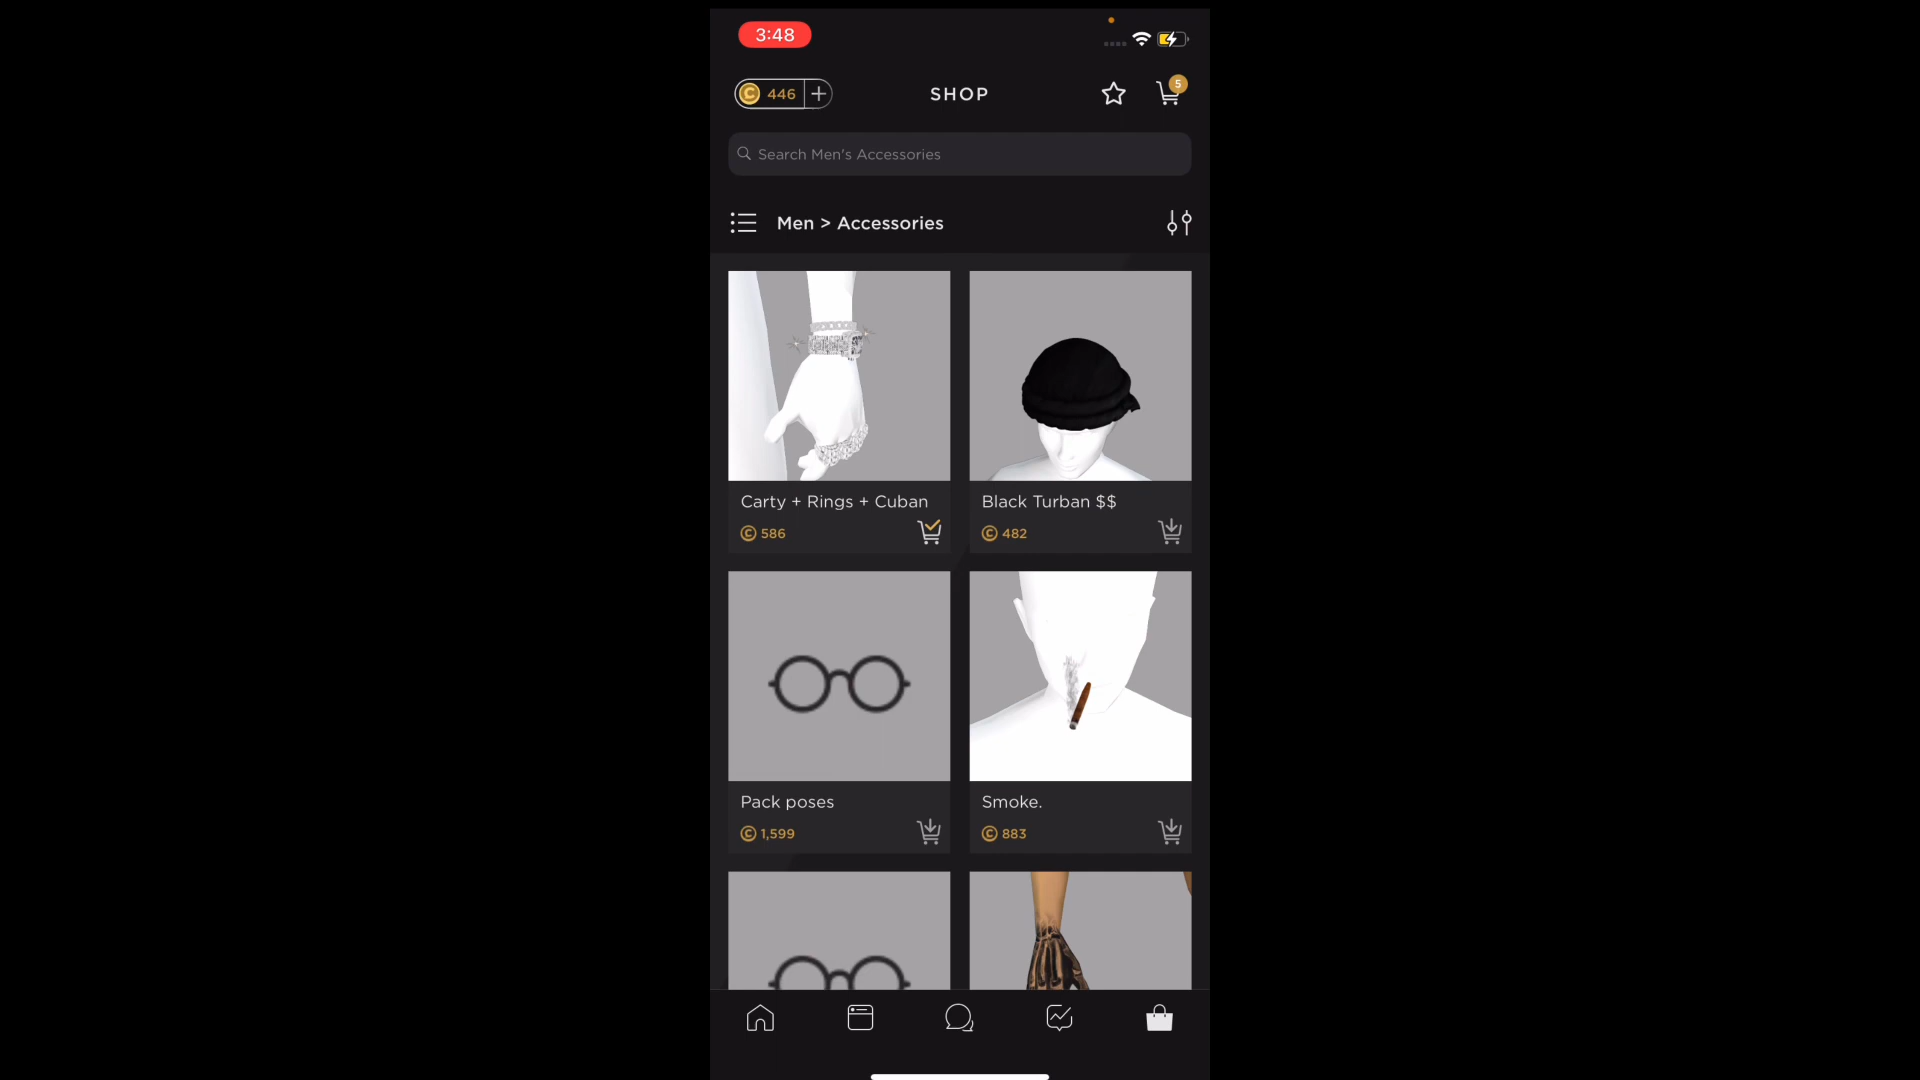 3:48
446
SHOP
5
Search Men's Accessories
Men > Accessories
Carty + Rings + Cuban
586
Black Turban $$
482
Pack poses
1,599
Smoke.
883